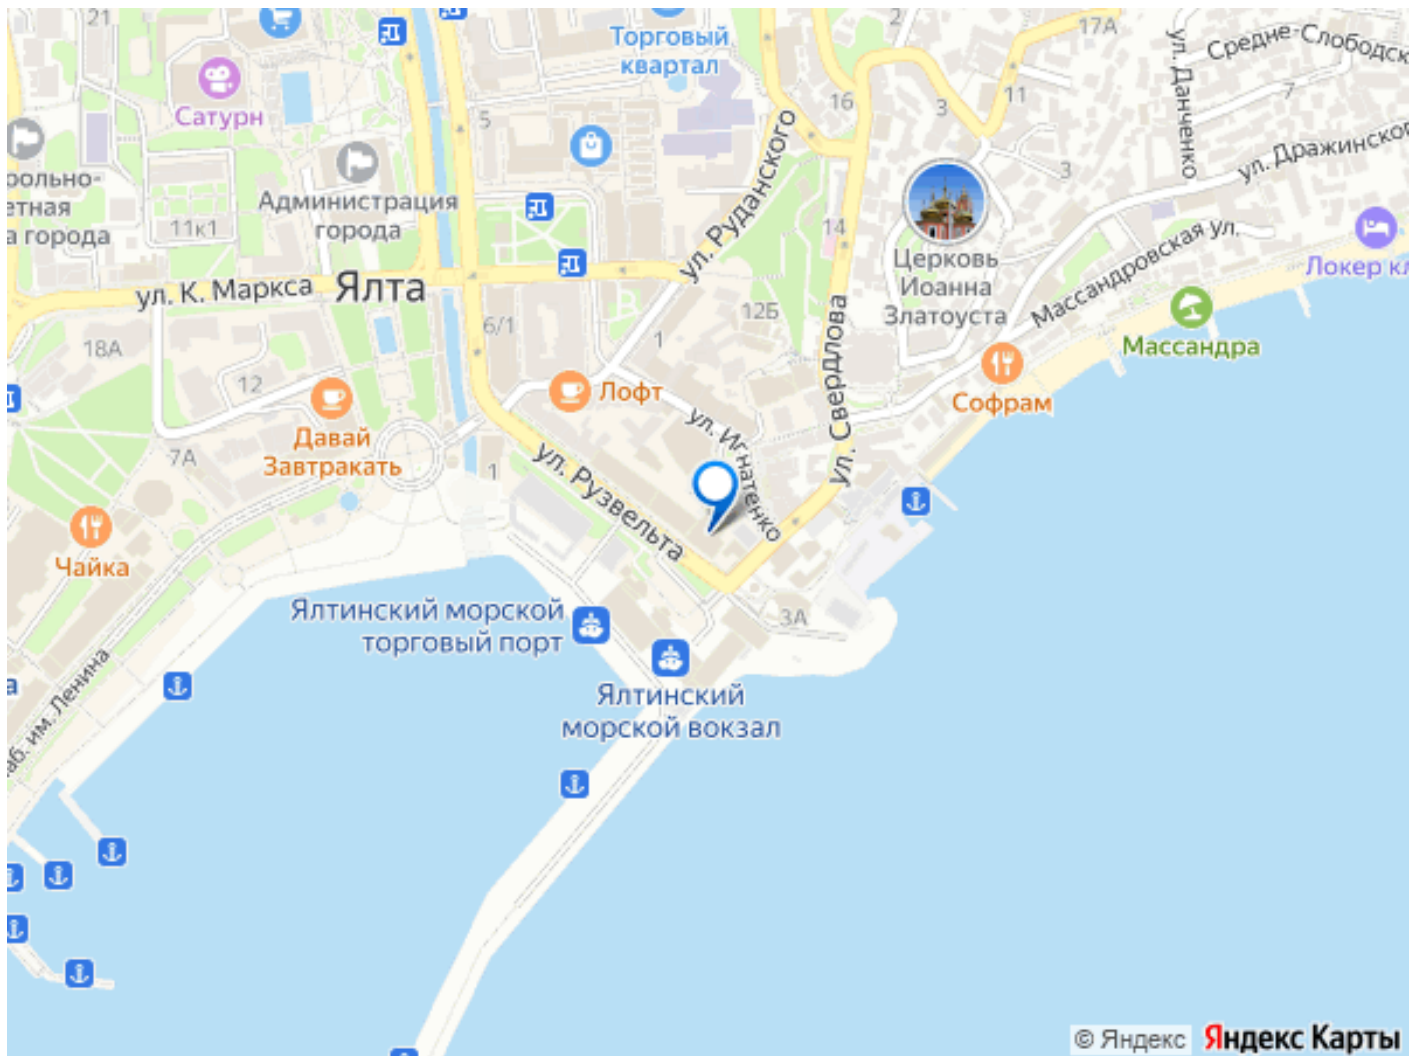 21
2
17А
Торговый
квартал
Средне-Слободск
ул. Данченко
Сатурн
5
16
3
11
7
ул. Руданского
3
ул. Дражинског
рольно-
етная
а города
Администрация
города
11к1
14
Церковь
Иоанна
Златоуста
Массандровская ул.
Локер кл
ул. К. Маркса
Ялта
6/1
12Б
1
18А
12
Массандра
ул. Свердлова
Лофт
Софрам
ул. Игнатенко
Давай
Завтракать
7А
1
ул. Рузвельта
Чайка
Ялтинский морской
торговый порт
3А
Ялтинский
морской вокзал
а
аб. им. Ленина
© Яндекс
Яндекс Карты